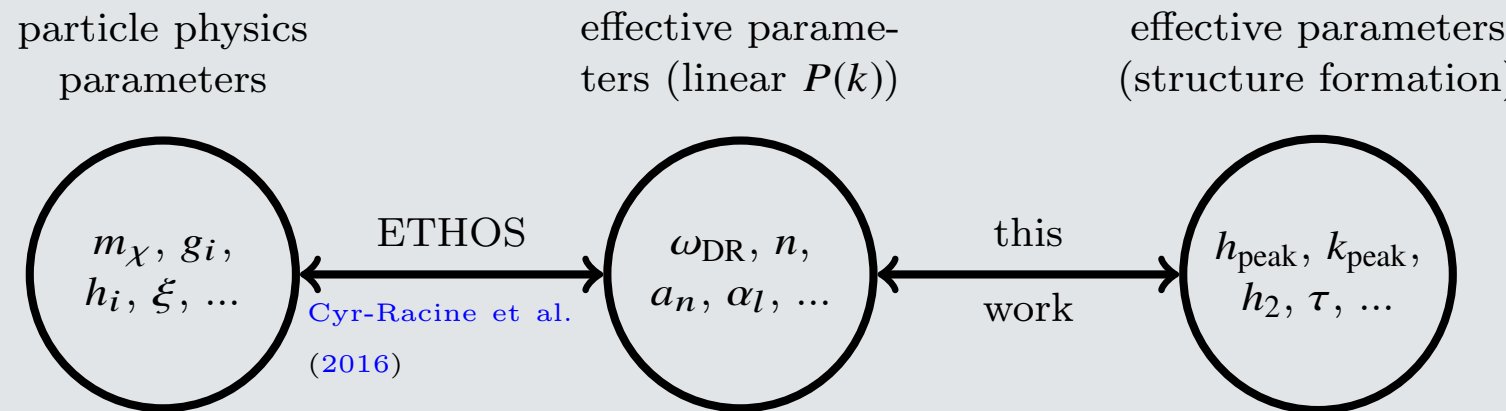 particle physics
parameters
effective parame-
ters (linear P(k))
effective parameters
(structure formation)
m_χ, g_i,
h_i, ξ, ...
ETHOS
Cyr-Racine et al.
(2016)
ω_DR, n,
a_n, α_l, ...
this
work
h_peak, k_peak,
h_2, τ, ...